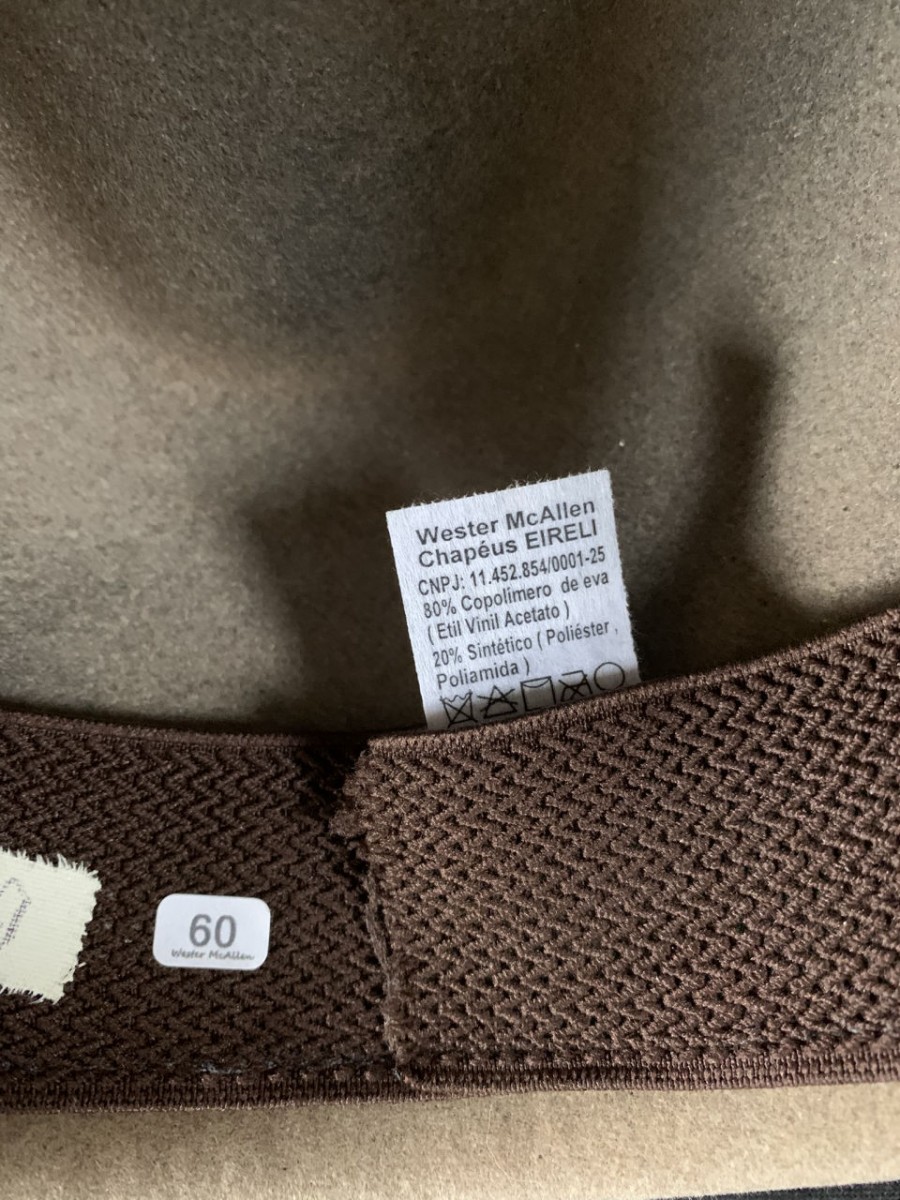 Wester McAllen
Chapéus EIRELI
CNPJ: 11.452.854/0001-25
80% Copolímero de eva
( Etil Vinil Acetato )
20% Sintético ( Poliéster ,
Poliamida )
60
Wester McAllen